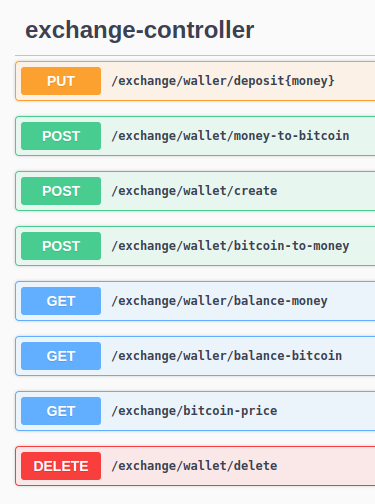 exchange-controller
PUT /exchange/waller/deposit{money}
POST /exchange/wallet/money-to-bitcoin
POST /exchange/wallet/create
POST /exchange/wallet/bitcoin-to-money
GET /exchange/waller/balance-money
GET /exchange/waller/balance-bitcoin
GET /exchange/bitcoin-price
DELETE /exchange/wallet/delete